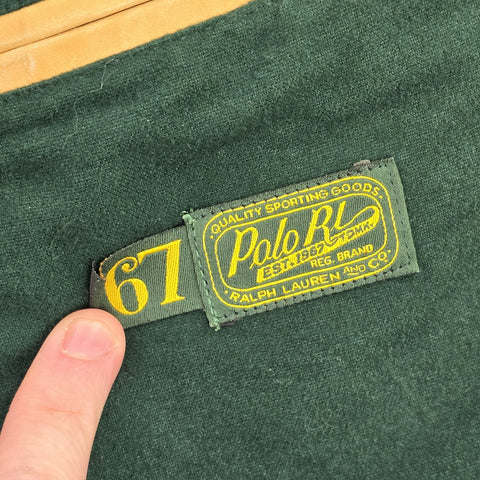 67
QUALITY SPORTING GOODS
Polo RL
EST. 1967 TDMK.
REG. BRAND
RALPH LAUREN AND CO